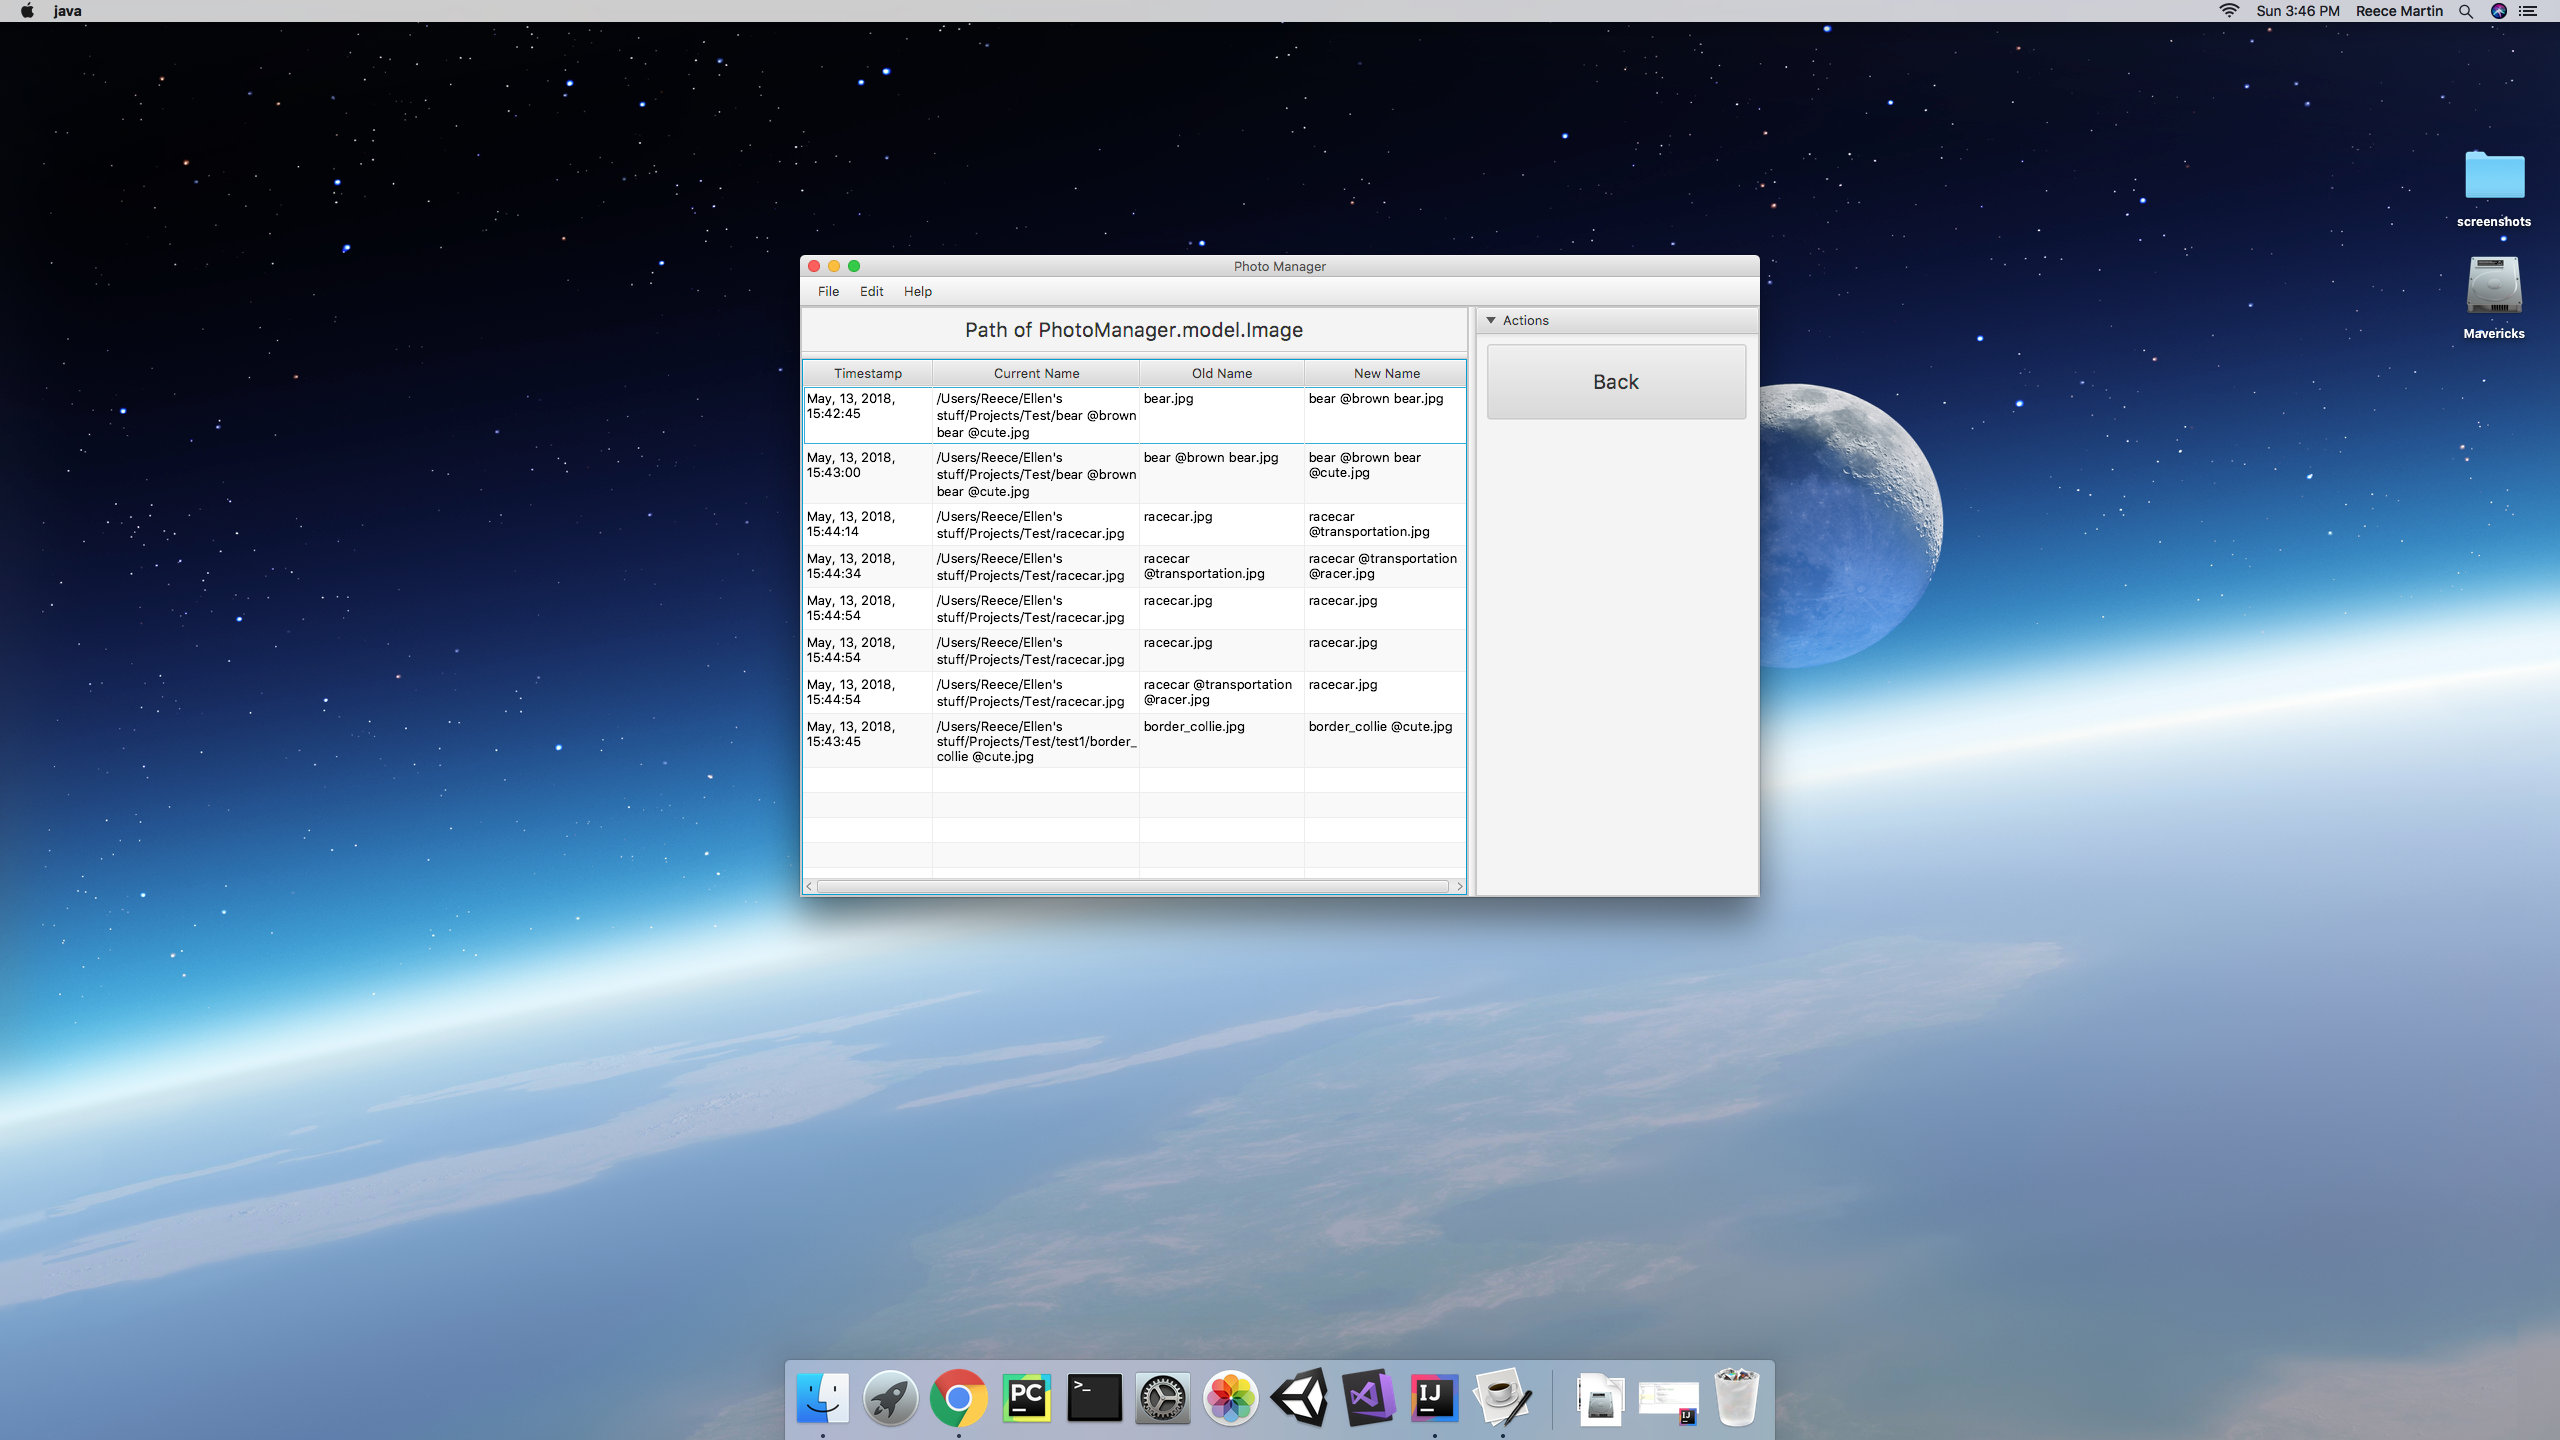 java
Sun 3:46 PM Reece Martin
screenshots
Mavericks
Photo Manager
File Edit Help
Path of PhotoManager.model.Image
Actions
Back
Timestamp Current Name Old Name New Name
May, 13, 2018, /Users/Reece/Ellen's bear.jpg bear @brown bear.jpg
15:42:45 stuff/Projects/Test/bear @brown
bear @cute.jpg
May, 13, 2018, /Users/Reece/Ellen's bear @brown bear.jpg bear @brown bear
15:43:00 stuff/Projects/Test/bear @brown @cute.jpg
bear @cute.jpg
May, 13, 2018, /Users/Reece/Ellen's racecar.jpg racecar
15:44:14 stuff/Projects/Test/racecar.jpg @transportation.jpg
May, 13, 2018, /Users/Reece/Ellen's racecar racecar @transportation
15:44:34 stuff/Projects/Test/racecar.jpg @transportation.jpg @racer.jpg
May, 13, 2018, /Users/Reece/Ellen's racecar.jpg racecar.jpg
15:44:54 stuff/Projects/Test/racecar.jpg
May, 13, 2018, /Users/Reece/Ellen's racecar.jpg racecar.jpg
15:44:54 stuff/Projects/Test/racecar.jpg
May, 13, 2018, /Users/Reece/Ellen's racecar @transportation racecar.jpg
15:44:54 stuff/Projects/Test/racecar.jpg @racer.jpg
May, 13, 2018, /Users/Reece/Ellen's border_collie.jpg border_collie @cute.jpg
15:43:45 stuff/Projects/Test/test1/border_
collie @cute.jpg
PC
>_
IJ
IJ